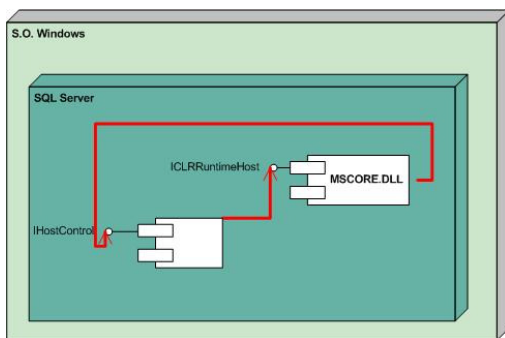 S.O. Windows
SQL Server
ICLRRuntimeHost
MSCORE.DLL
IHostControl